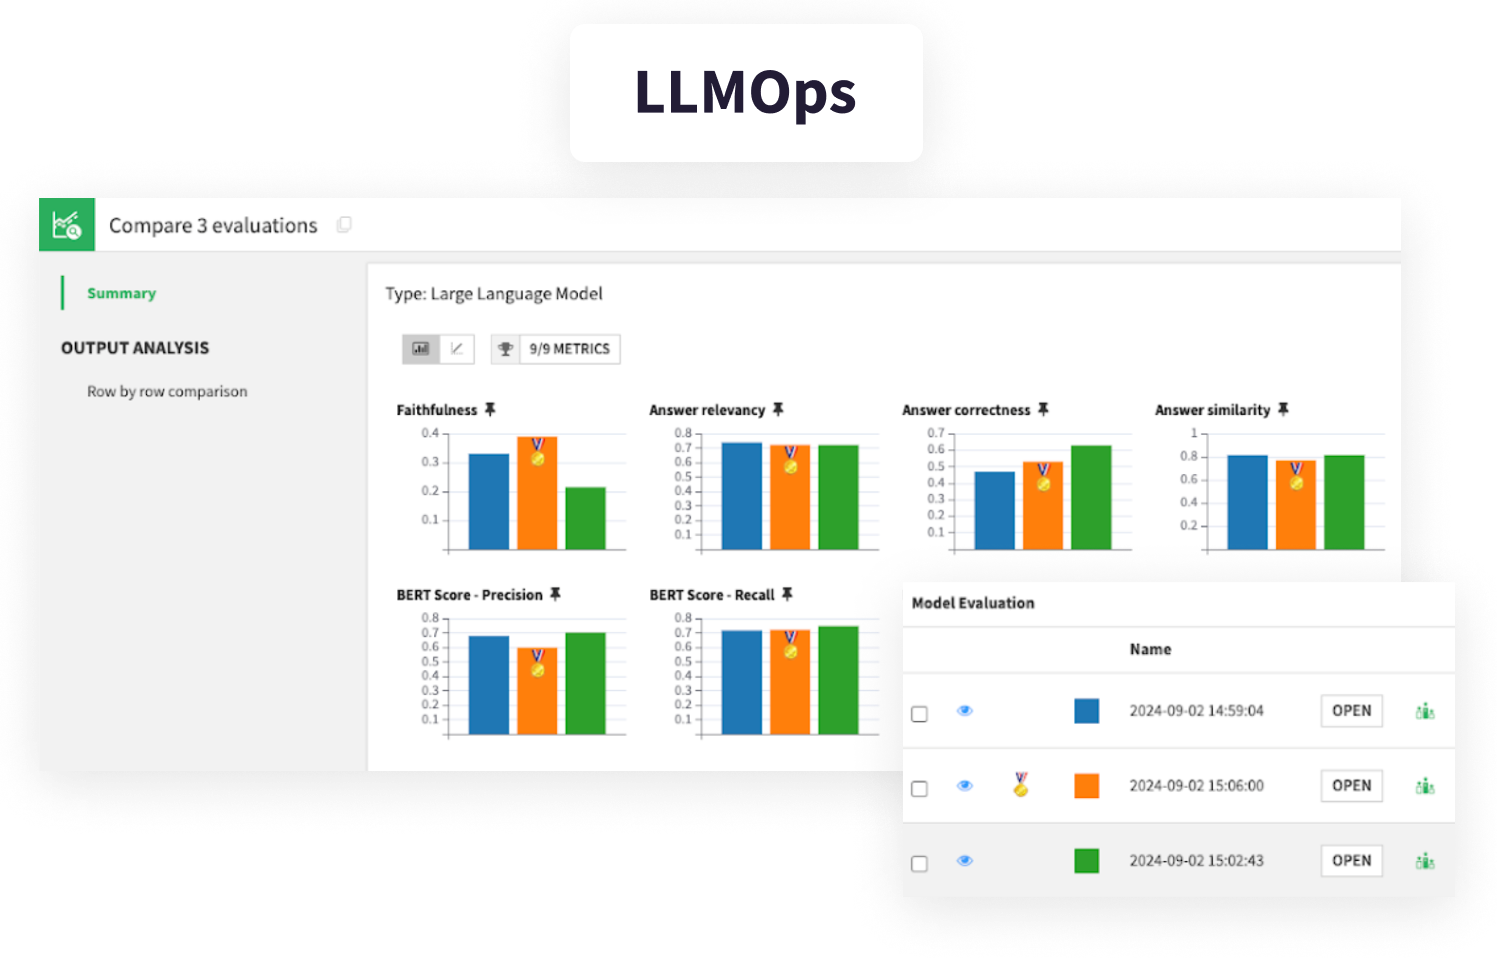 LLMOps
Compare 3 evaluations
Summary
OUTPUT ANALYSIS
Row by row comparison
Type: Large Language Model
9/9 METRICS
Faithfulness
0.4
0.3
0.2
0.1
Answer relevancy
0.8
0.7
0.6
0.5
0.4
0.3
0.2
0.1
Answer correctness
0.7
0.6
0.5
0.4
0.3
0.2
0.1
Answer similarity
1
0.8
0.6
0.4
0.2
BERT Score - Precision
0.8
0.7
0.6
0.5
0.4
0.3
0.2
0.1
BERT Score - Recall
0.8
0.7
0.6
0.5
0.4
0.3
0.2
0.1
Model Evaluation
Name
2024-09-02 14:59:04 OPEN
2024-09-02 15:06:00 OPEN
2024-09-02 15:02:43 OPEN